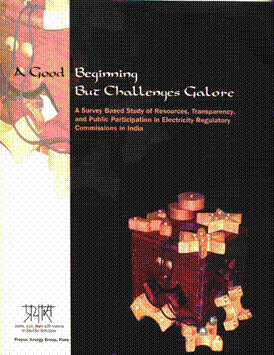 A Good Beginning
But Challenges Galore
A Survey Based Study of Resources, Transparency,
and Public Participation in Electricity Regulatory
Commissions in India
प्रयास
Prayas, Energy Group, Pune